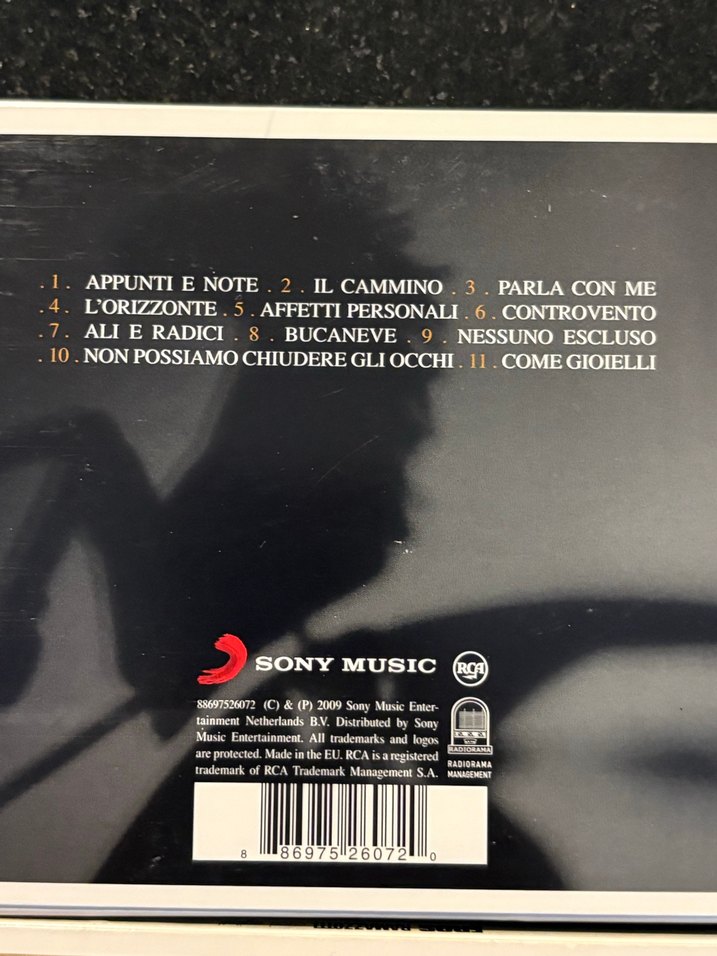 . 1 . APPUNTI E NOTE . 2 . IL CAMMINO . 3 . PARLA CON ME
. 4 . L'ORIZZONTE . 5 . AFFETTI PERSONALI . 6 . CONTROVENTO
. 7 . ALI E RADICI . 8 . BUCANEVE . 9 . NESSUNO ESCLUSO
. 10 . NON POSSIAMO CHIUDERE GLI OCCHI . 11 . COME GIOIELLI
SONY MUSIC RCA
88697526072 (C) & (P) 2009 Sony Music Enter-
tainment Netherlands B.V. Distributed by Sony
Music Entertainment. All trademarks and logos
are protected. Made in the EU. RCA is a registered
trademark of RCA Trademark Management S.A.
RADIORAMA
RADIORAMA
MANAGEMENT
8 86975 26072 0